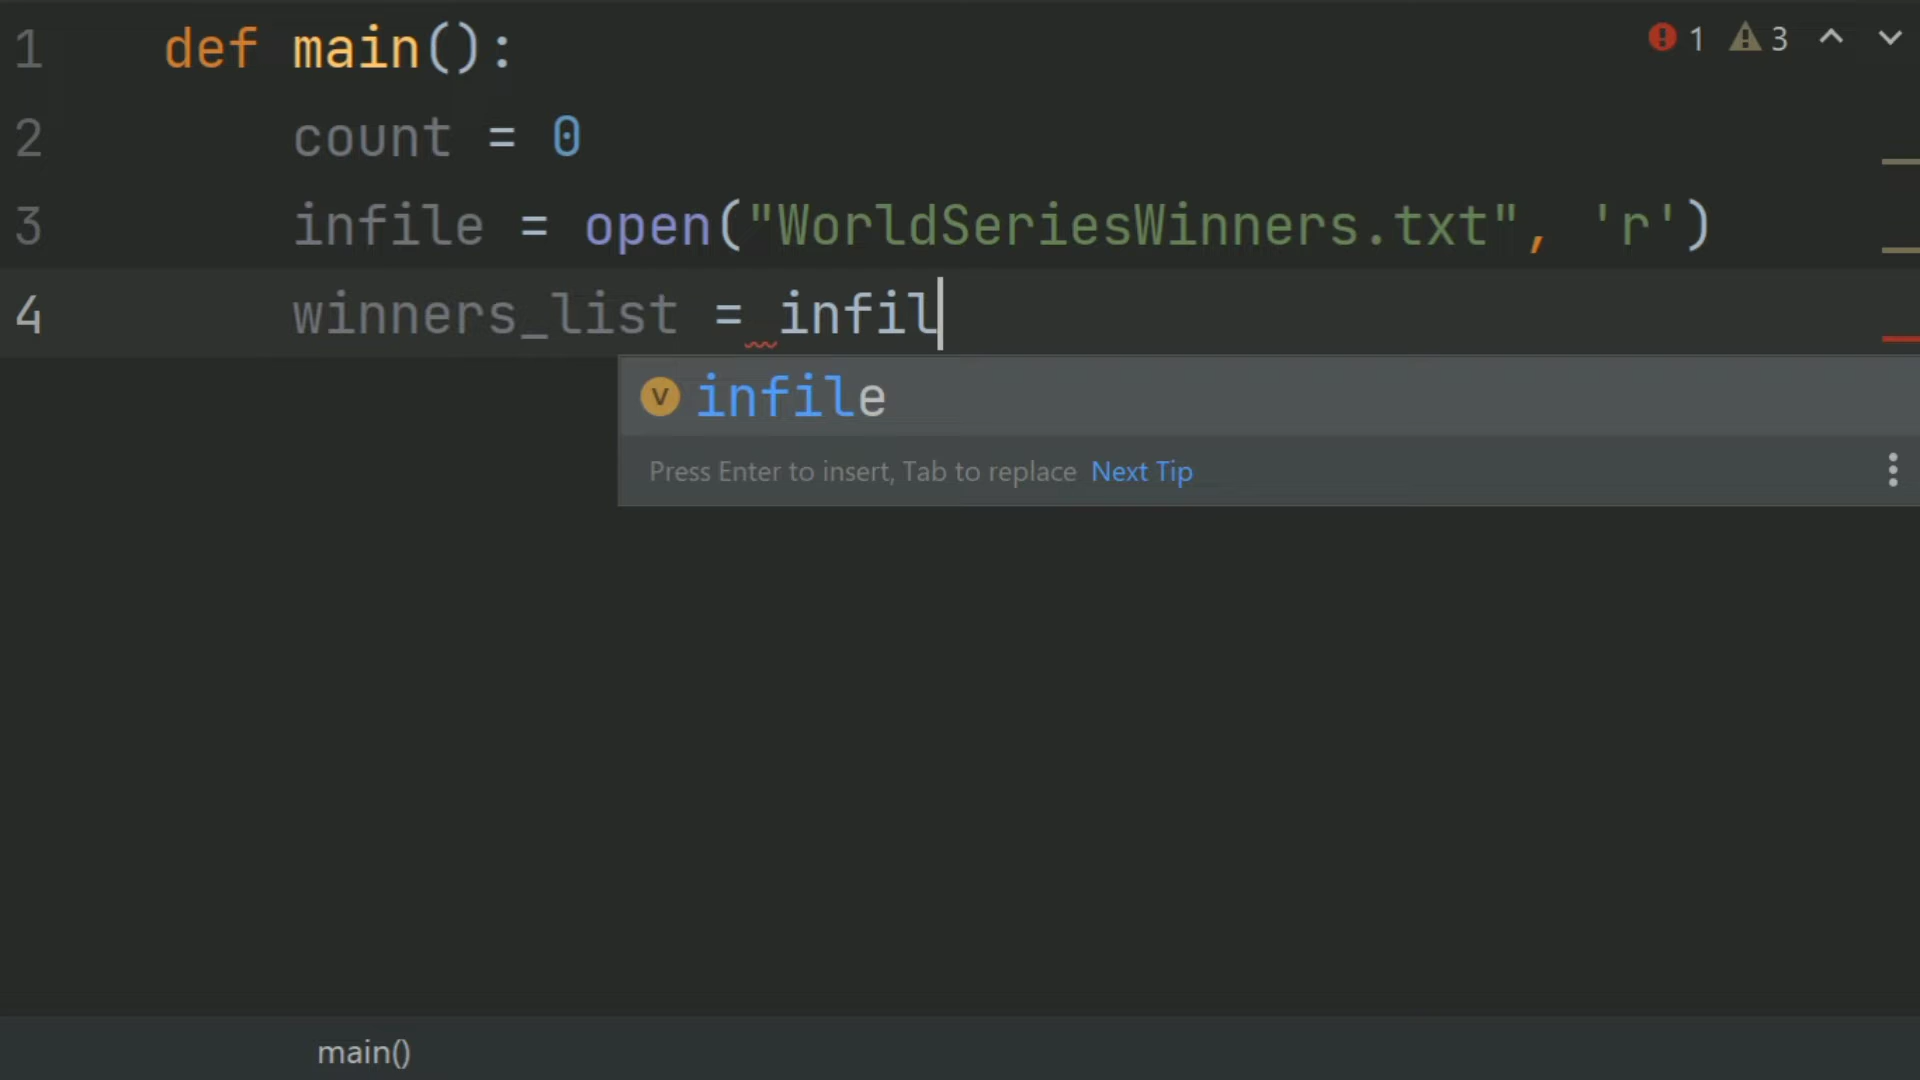 1 def main():
1 3
2 count = 0
3 infile = open("WorldSeriesWinners.txt", 'r')
4 winners_list = infil
v infile
Press Enter to insert, Tab to replace Next Tip
main()